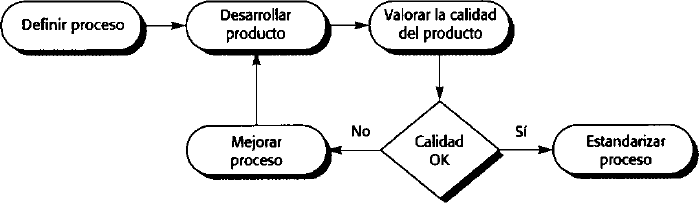 Definir proceso
Desarrollar
producto
Valorar la calidad
del producto
Mejorar
proceso
No
Calidad
OK
Sí
Estandarizar
proceso